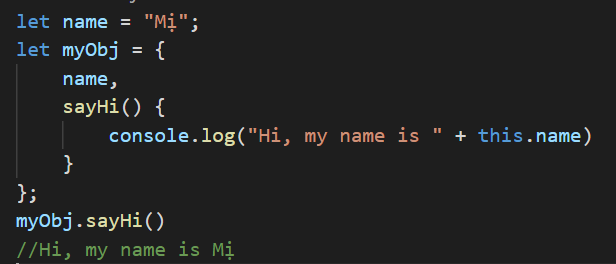 let name = "Mị";
let myObj = {
    name,
    sayHi() {
        console.log("Hi, my name is " + this.name)
    }
};
myObj.sayHi()
//Hi, my name is Mị